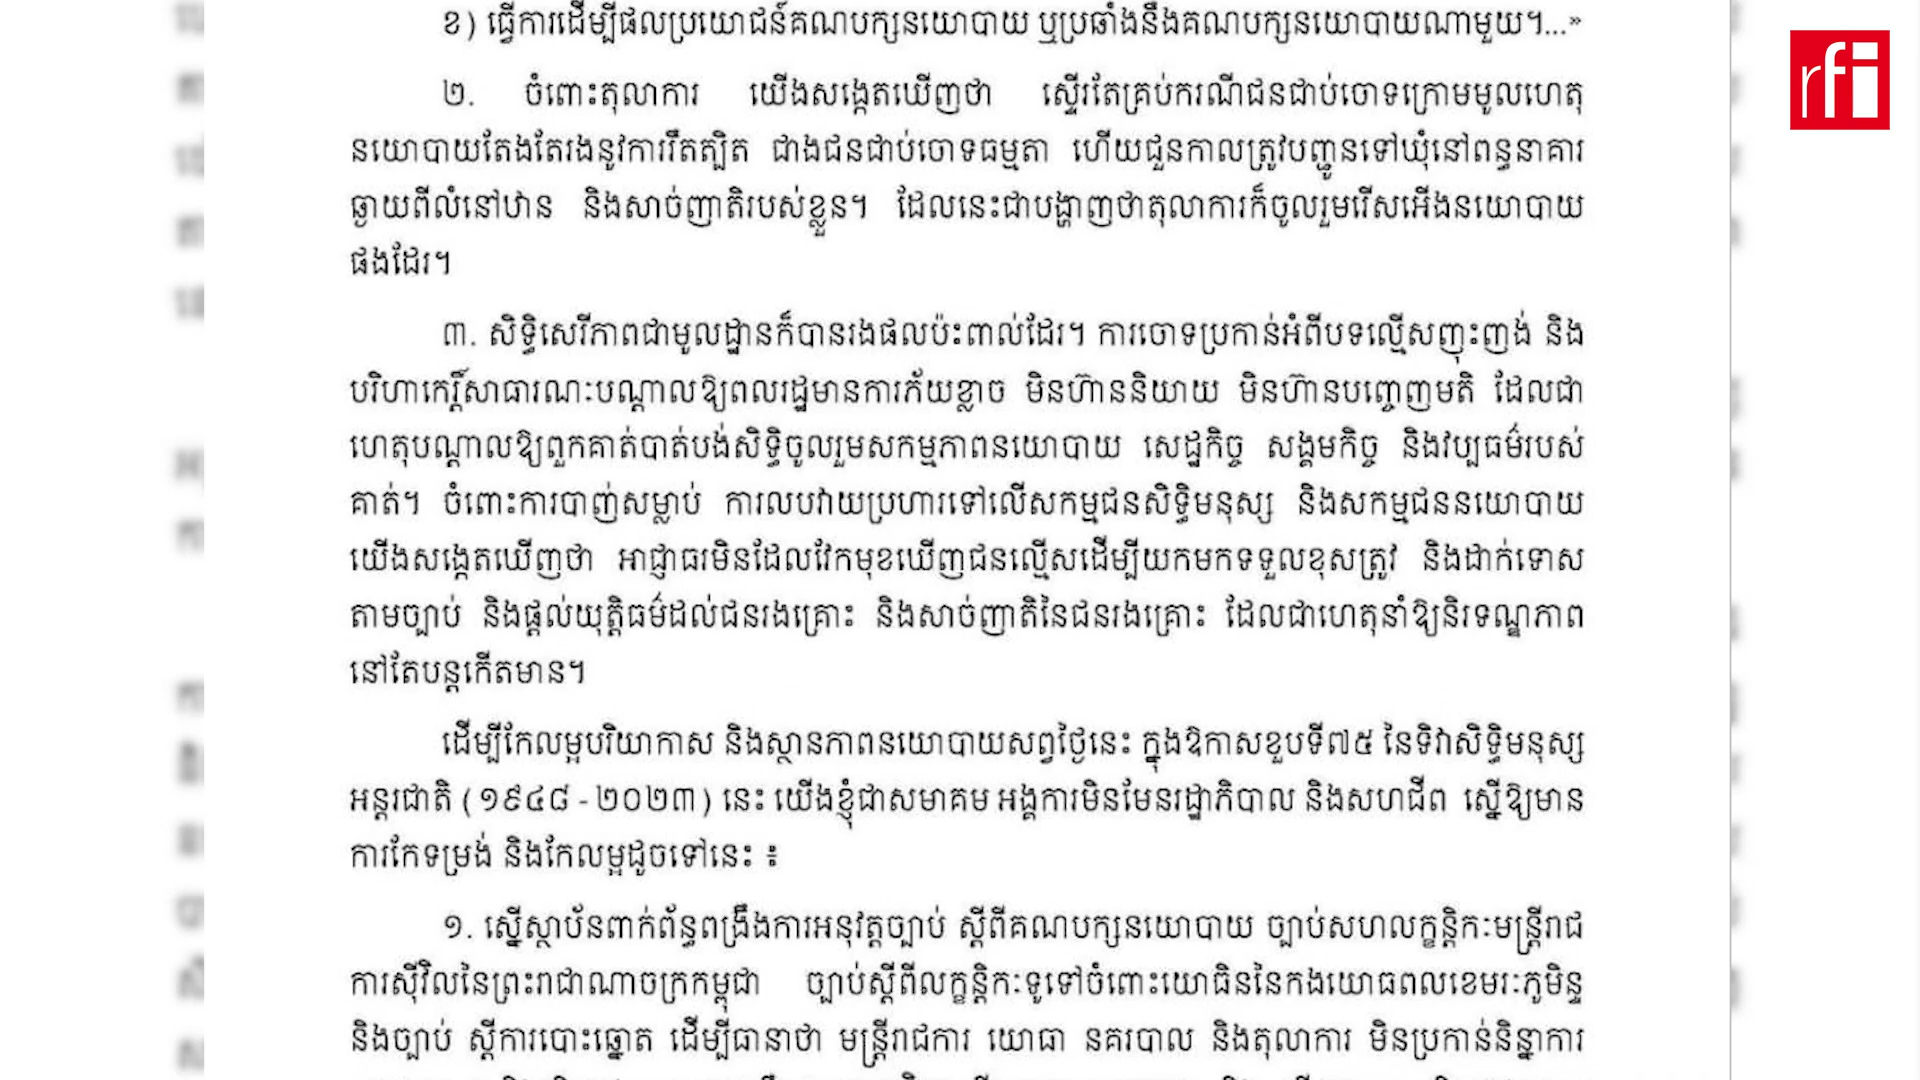 ខ) ធ្វើការដើម្បីផលប្រយោជន៍គណបក្សនយោបាយ ឬប្រឆាំងនឹងគណបក្សនយោបាយណាមួយ។...»
rfi
២. ចំពោះតុលាការ យើងសង្កេតឃើញថា ស្ទើរតែគ្រប់ករណីជនជាប់ចោទក្រោមមូលហេតុ
នយោបាយតែងតែរងនូវការរឹតត្បិត ជាងជនជាប់ចោទធម្មតា ហើយជួនកាលត្រូវបញ្ជូនទៅឃុំនៅពន្ធនាគារ
ឆ្ងាយពីលំនៅឋាន និងសាច់ញាតិរបស់ខ្លួន។ ដែលនេះជាបង្ហាញថាតុលាការក៏ចូលរួមរើសអើងនយោបាយ
ផងដែរ។
៣. សិទ្ធិសេរីភាពជាមូលដ្ឋានក៏បានរងផលប៉ះពាល់ដែរ។ ការចោទប្រកាន់អំពីបទល្មើសញុះញង់ និង
បរិហាកេរ្តិ៍សាធារណៈបណ្តាលឱ្យពលរដ្ឋមានការភ័យខ្លាច មិនហ៊ាននិយាយ មិនហ៊ានបញ្ចេញមតិ ដែលជា
ហេតុបណ្តាលឱ្យពួកគាត់បាត់បង់សិទ្ធិចូលរួមសកម្មភាពនយោបាយ សេដ្ឋកិច្ច សង្គមកិច្ច និងវប្បធម៌របស់
គាត់។ ចំពោះការបាញ់សម្លាប់ ការលបវាយប្រហារទៅលើសកម្មជនសិទ្ធិមនុស្ស និងសកម្មជននយោបាយ
យើងសង្កេតឃើញថា អាជ្ញាធរមិនដែលវែកមុខឃើញជនល្មើសដើម្បីយកមកទទួលខុសត្រូវ និងដាក់ទោស
តាមច្បាប់ និងផ្តល់យុត្តិធម៌ដល់ជនរងគ្រោះ និងសាច់ញាតិនៃជនរងគ្រោះ ដែលជាហេតុនាំឱ្យនិរទណ្ឌភាព
នៅតែបន្តកើតមាន។
ដើម្បីកែលម្អបរិយាកាស និងស្ថានភាពនយោបាយសព្វថ្ងៃនេះ ក្នុងឱកាសខួបទី៧៥ នៃទិវាសិទ្ធិមនុស្ស
អន្តរជាតិ (១៩៤៨ - ២០២៣) នេះ យើងខ្ញុំជាសមាគម អង្គការមិនមែនរដ្ឋាភិបាល និងសហជីព ស្នើឱ្យមាន
ការកែទម្រង់ និងកែលម្អដូចទៅនេះ ៖
១. ស្នើស្ថាប័នពាក់ព័ន្ធពង្រឹងការអនុវត្តច្បាប់ ស្តីពីគណបក្សនយោបាយ ច្បាប់សហលក្ខន្តិកៈមន្ត្រីរាជ
ការស៊ីវិលនៃព្រះរាជាណាចក្រកម្ពុជា ច្បាប់ស្តីពីលក្ខន្តិកៈទូទៅចំពោះយោធិននៃកងយោធពលខេមរៈភូមិន្ទ
និងច្បាប់ ស្តីការបោះឆ្នោត ដើម្បីធានាថា មន្ត្រីរាជការ យោធា នគរបាល និងតុលាការ មិនប្រកាន់និន្នាការ